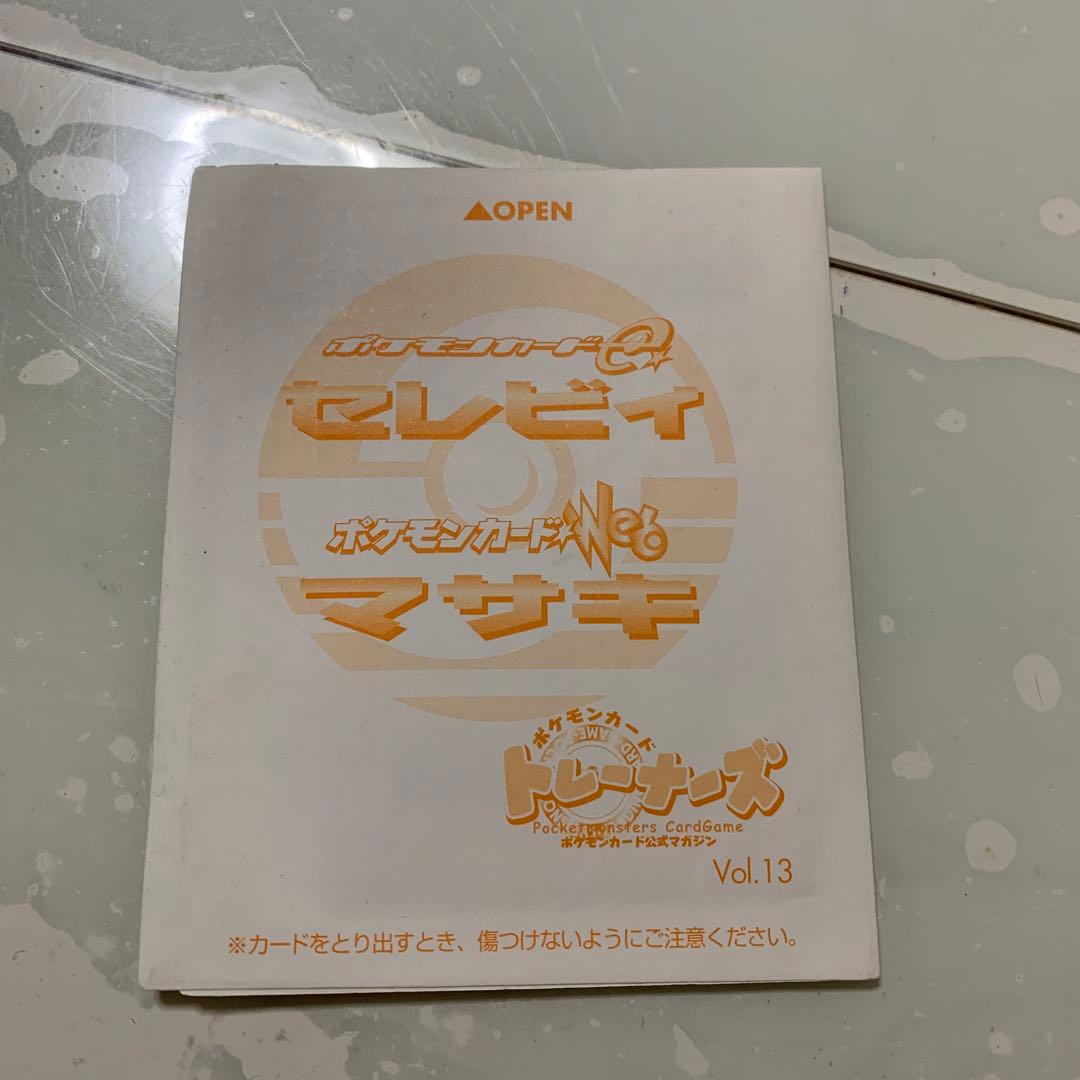 ▲OPEN
ポケモンカードe
セレビィ
ポケモンカード★Web
マサキ
ポケモンカード
トレーナーズ
Pocketmonsters CardGame
ポケモンカード公式マガジン
Vol.13
※カードをとり出すとき、傷つけないようにご注意ください。